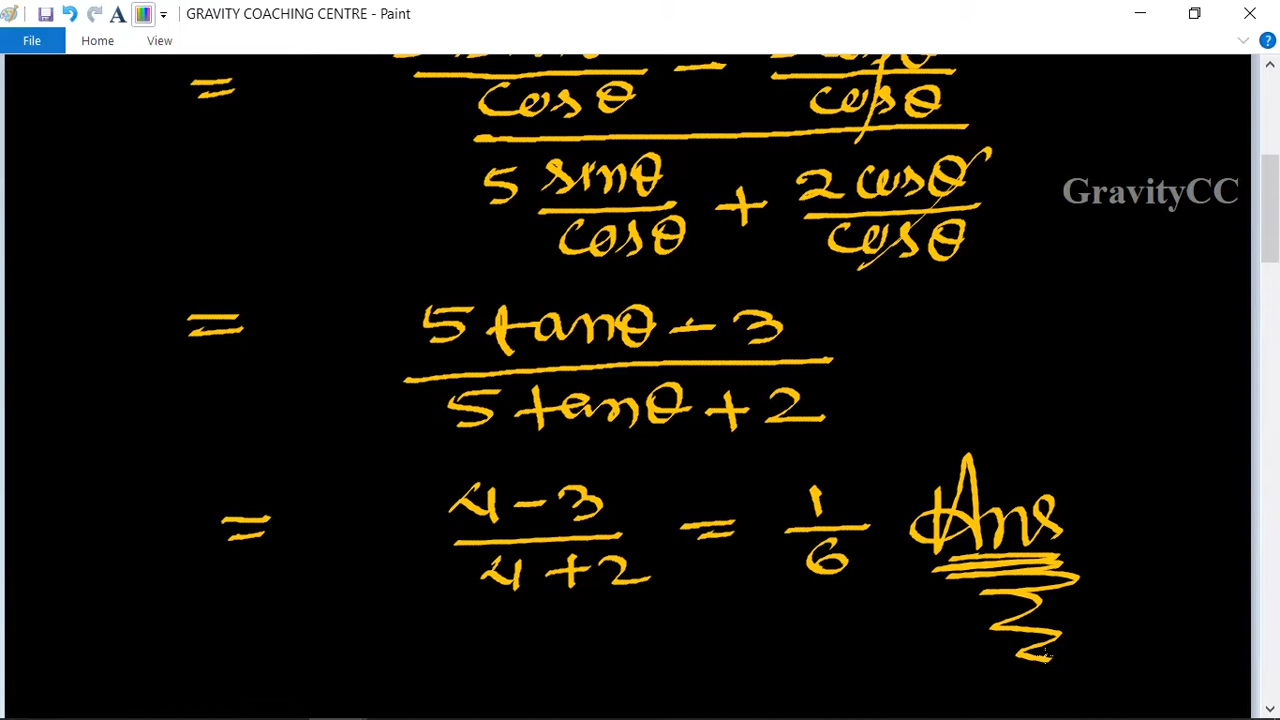 GRAVITY COACHING CENTRE - Paint
File Home View
=
cosθ − cosθ
5 sinθ/cosθ + 2 cosθ/cosθ
GravityCC
= 5 tanθ − 3
5 tanθ + 2
= 4 − 3 / 4 + 2 = 1/6 Ans